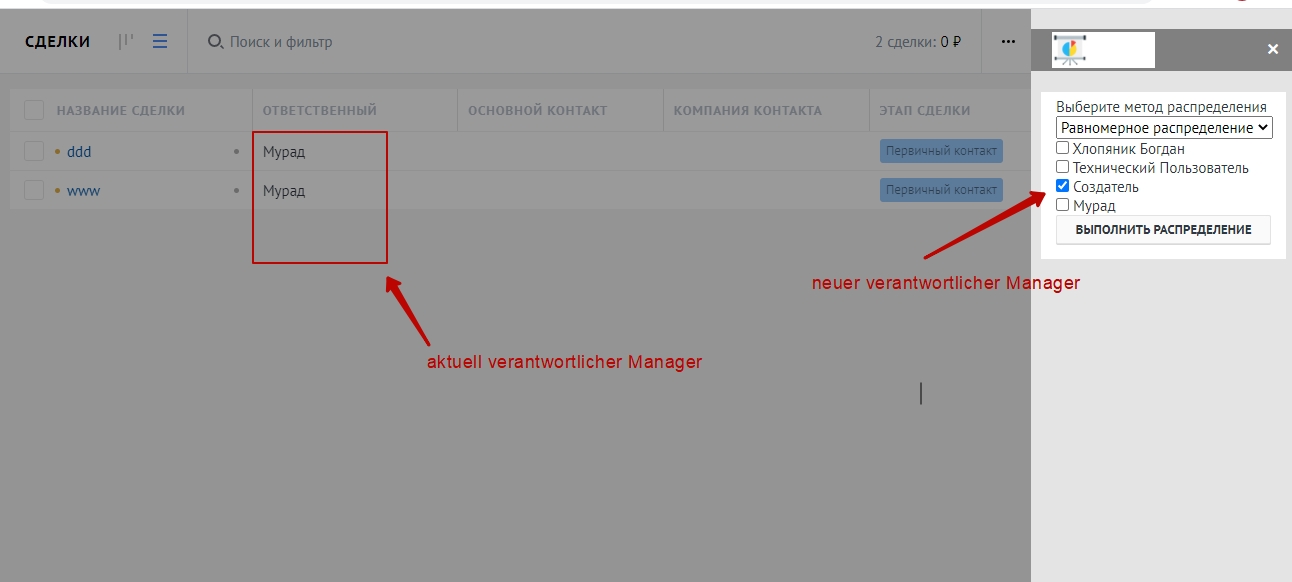 СДЕЛКИ
Поиск и фильтр
2 сделки: 0 ₽
НАЗВАНИЕ СДЕЛКИ
ОТВЕТСТВЕННЫЙ
ОСНОВНОЙ КОНТАКТ
КОМПАНИЯ КОНТАКТА
ЭТАП СДЕЛКИ
ddd
Мурад
Первичный контакт
www
Мурад
Первичный контакт
Выберите метод распределения
Равномерное распределение
Хлопяник Богдан
Технический Пользователь
Создатель
Мурад
ВЫПОЛНИТЬ РАСПРЕДЕЛЕНИЕ
neuer verantwortlicher Manager
aktuell verantwortlicher Manager